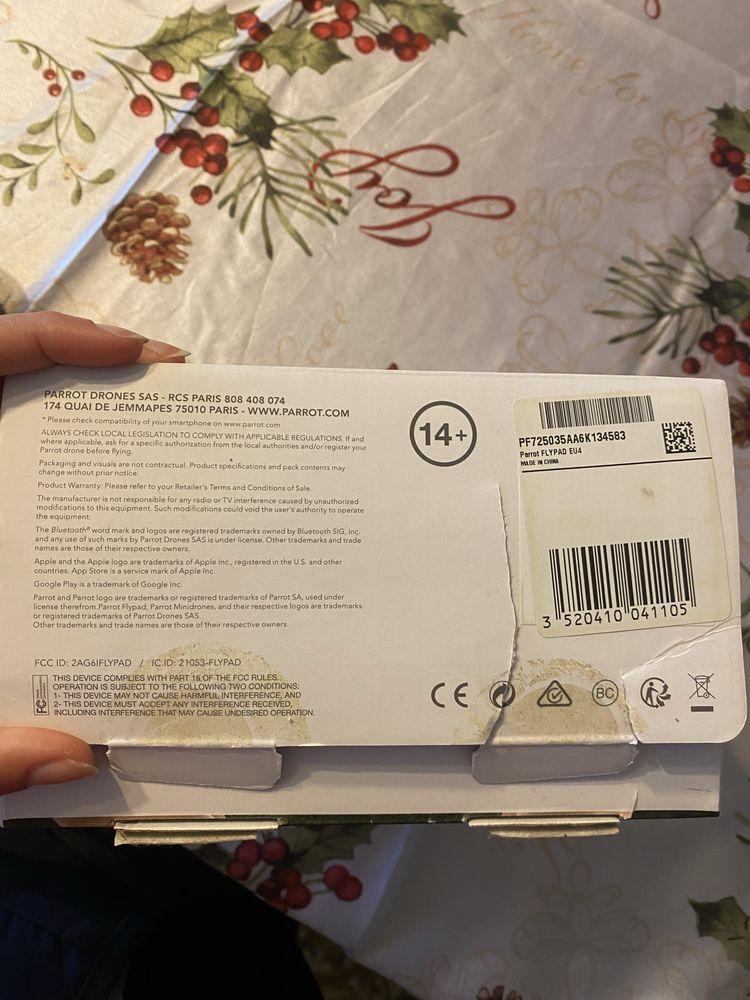 Home for
Joy
Love
PARROT DRONES SAS - RCS PARIS 808 408 074
174 QUAI DE JEMMAPES 75010 PARIS - WWW.PARROT.COM
* Please check compatibility of your smartphone on www.parrot.com
ALWAYS CHECK LOCAL LEGISLATION TO COMPLY WITH APPLICABLE REGULATIONS. If and
where applicable, ask for a specific authorization from the local authorities and/or register your
Parrot drone before flying.
Packaging and visuals are not contractual. Product specifications and pack contents may
change without prior notice.
Product Warranty: Please refer to your Retailer's Terms and Conditions of Sale.
The manufacturer is not responsible for any radio or TV interference caused by unauthorized
modifications to this equipment. Such modifications could void the user's authority to operate
the equipment.
The Bluetooth® word mark and logos are registered trademarks owned by Bluetooth SIG, Inc.
and any use of such marks by Parrot Drones SAS is under license. Other trademarks and trade
names are those of their respective owners.
Apple and the Apple logo are trademarks of Apple Inc., registered in the U.S. and other
countries. App Store is a service mark of Apple Inc.
Google Play is a trademark of Google Inc.
Parrot and Parrot logo are trademarks or registered trademarks of Parrot SA, used under
license therefrom.Parrot Flypad, Parrot Minidrones, and their respective logos are trademarks
or registered trademarks of Parrot Drones SAS.
Other trademarks and trade names are those of their respective owners.
FCC ID: 2AG6IFLYPAD / IC.ID: 21053-FLYPAD
THIS DEVICE COMPLIES WITH PART 15 OF THE FCC RULES.
OPERATION IS SUBJECT TO THE FOLLOWING TWO CONDITIONS:
1- THIS DEVICE MAY NOT CAUSE HARMFUL INTERFERENCE, AND
2- THIS DEVICE MUST ACCEPT ANY INTERFERENCE RECEIVED,
INCLUDING INTERFERENCE THAT MAY CAUSE UNDESIRED OPERATION.
FC
14+
PF725035AA6K134583
Parrot FLYPAD EU4
MADE IN CHINA
3 520410 041105
CE
BC